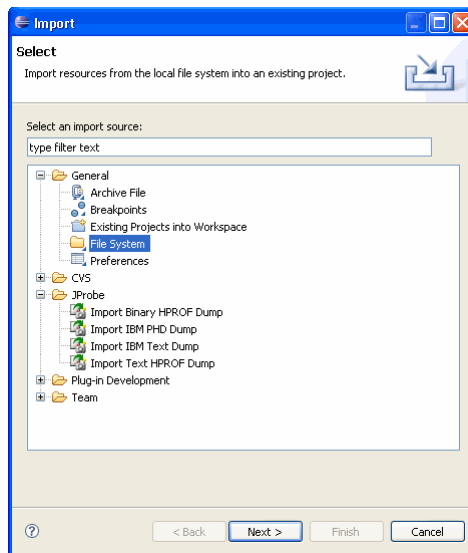 Import
Select
Import resources from the local file system into an existing project.
Select an import source:
type filter text
General
Archive File
Breakpoints
Existing Projects into Workspace
File System
Preferences
CVS
JProbe
Import Binary HPROF Dump
Import IBM PHD Dump
Import IBM Text Dump
Import Text HPROF Dump
Plug-in Development
Team
? < Back Next > Finish Cancel